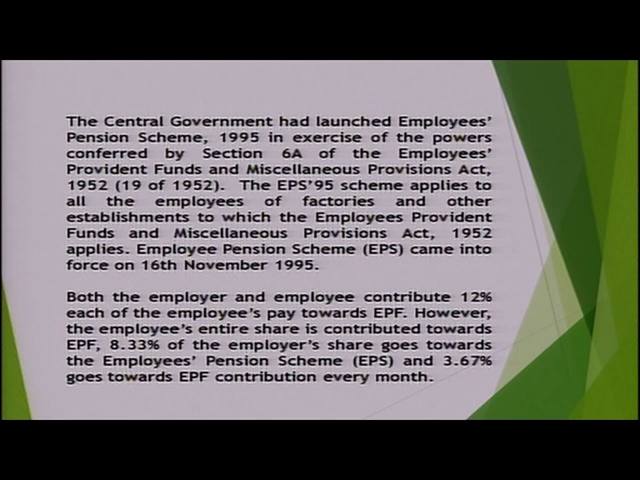 The Central Government had launched Employees'
Pension Scheme, 1995 in exercise of the powers
conferred by Section 6A of the Employees'
Provident Funds and Miscellaneous Provisions Act,
1952 (19 of 1952). The EPS'95 scheme applies to
all the employees of factories and other
establishments to which the Employees Provident
Funds and Miscellaneous Provisions Act, 1952
applies. Employee Pension Scheme (EPS) came into
force on 16th November 1995.
Both the employer and employee contribute 12%
each of the employee's pay towards EPF. However,
the employee's entire share is contributed towards
EPF, 8.33% of the employer's share goes towards
the Employees' Pension Scheme (EPS) and 3.67%
goes towards EPF contribution every month.